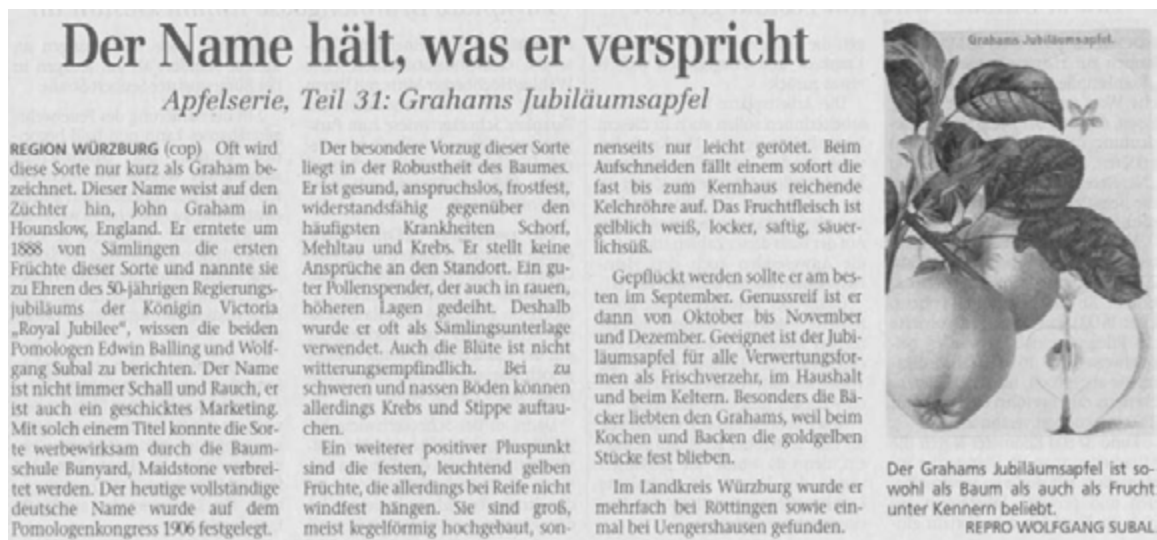 Der Name hält, was er verspricht
Apfelserie, Teil 31: Grahams Jubiläumsapfel
REGION WÜRZBURG (cop) Oft wird
diese Sorte nur kurz als Graham be-
zeichnet. Dieser Name weist auf den
Züchter hin, John Graham in
Hounslow, England. Er erntete um
1888 von Sämlingen die ersten
Früchte dieser Sorte und nannte sie
zu Ehren des 50-jährigen Regierungs-
jubiläums der Königin Victoria
„Royal Jubilee“, wissen die beiden
Pomologen Edwin Balling und Wolf-
gang Subal zu berichten. Der Name
ist nicht immer Schall und Rauch, er
ist auch ein geschicktes Marketing.
Mit solch einem Titel konnte die Sor-
te werbewirksam durch die Baum-
schule Bunyard, Maidstone verbrei-
tet werden. Der heutige vollständige
deutsche Name wurde auf dem
Pomologenkongress 1906 festgelegt.
Der besondere Vorzug dieser Sorte
liegt in der Robustheit des Baumes.
Er ist gesund, anspruchslos, frostfest,
widerstandsfähig gegenüber den
häufigsten Krankheiten Schorf,
Mehltau und Krebs. Er stellt keine
Ansprüche an den Standort. Ein gu-
ter Pollenspender, der auch in rauen,
höheren Lagen gedeiht. Deshalb
wurde er oft als Sämlingsunterlage
verwendet. Auch die Blüte ist nicht
witterungsempfindlich. Bei zu
schweren und nassen Böden können
allerdings Krebs und Stippe auftau-
chen.
Ein weiterer positiver Pluspunkt
sind die festen, leuchtend gelben
Früchte, die allerdings bei Reife nicht
windfest hängen. Sie sind groß,
meist kegelförmig hochgebaut, son-
nenseits nur leicht gerötet. Beim
Aufschneiden fällt einem sofort die
fast bis zum Kernhaus reichende
Kelchröhre auf. Das Fruchtfleisch ist
gelblich weiß, locker, saftig, säuer-
lichsüß.
Gepflückt werden sollte er am bes-
ten im September. Genussreif ist er
dann von Oktober bis November
und Dezember. Geeignet ist der Jubi-
läumsapfel für alle Verwertungsfor-
men als Frischverzehr, im Haushalt
und beim Keltern. Besonders die Bä-
cker liebten den Grahams, weil beim
Kochen und Backen die goldgelben
Stücke fest blieben.
Im Landkreis Würzburg wurde er
mehrfach bei Röttingen sowie ein-
mal bei Uengershausen gefunden.
Grahams Jubiläumsapfel.
Der Grahams Jubiläumsapfel ist so-
wohl als Baum als auch als Frucht
unter Kennern beliebt.
REPRO WOLFGANG SUBAL